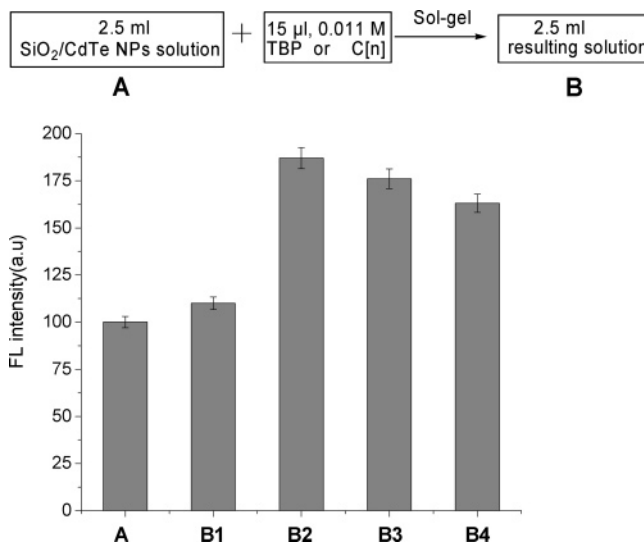 2.5 ml
SiO₂/CdTe NPs solution
+
15 μl, 0.011 M
TBP or C[n]
Sol-gel
2.5 ml
resulting solution
A
B
FL intensity(a.u)
200
175
150
125
100
75
50
25
0
A B1 B2 B3 B4